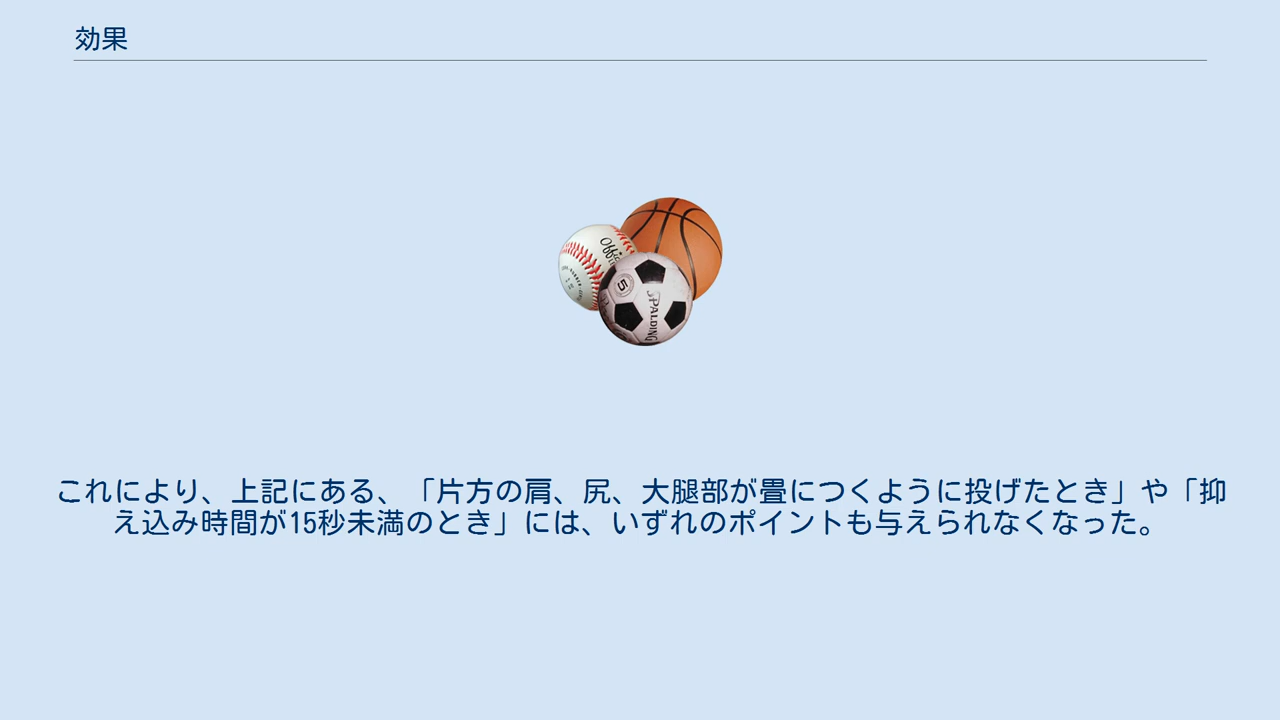 効果
Offic
5
SPALDING
これにより、上記にある、「片方の肩、尻、大腿部が畳につくように投げたとき」や「抑
え込み時間が15秒未満のとき」には、いずれのポイントも与えられなくなった。